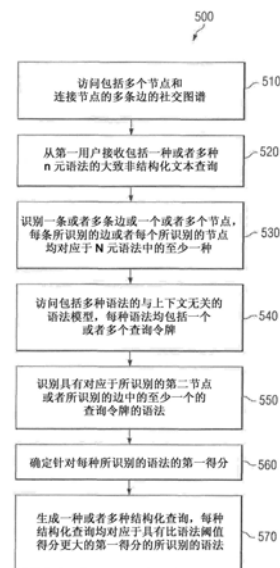 500
访问包括多个节点和
连接节点的多条边的社交图谱
510
从第一用户接收包括一种或者多种
n 元语法的大致非结构化文本查询
520
识别一条或者多条边或一个或者多个节点,
每条所识别的边或者每个所识别的节点
均对应于 N 元语法中的至少一种
530
访问包括多种语法的与上下文无关的
语法模型,每种语法均包括一个
或者多个查询令牌
540
识别具有对应于所识别的第二节点
或者所识别的边中的至少一个的
查询令牌的语法
550
确定针对每种所识别的语法的第一得分
560
生成一种或者多种结构化查询,每种
结构化查询均对应于具有比语法阈值
得分更大的第一得分的所识别的语法
570